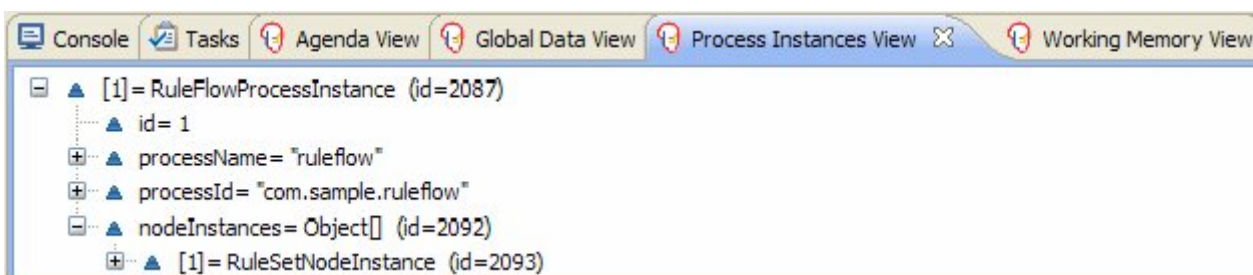 Console Tasks Agenda View Global Data View Process Instances View Working Memory View
[1]= RuleFlowProcessInstance (id=2087)
id= 1
processName= "ruleflow"
processId= "com.sample.ruleflow"
nodeInstances= Object[] (id=2092)
[1]= RuleSetNodeInstance (id=2093)